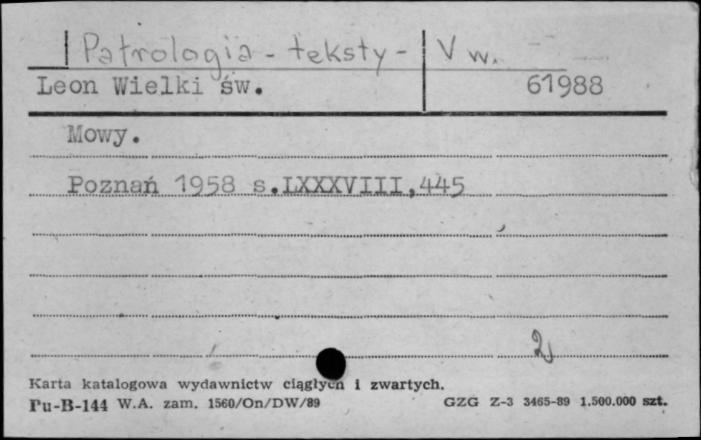 Patrologia - teksty - V w.
Leon Wielki św. 61988
Mowy.
Poznań 1958 s.LXXXVIII,445
2
Karta katalogowa wydawnictw ciągłych i zwartych.
Pu-B-144 W.A. zam. 1560/On/DW/89 GZG Z-3 3465-89 1.500.000 szt.